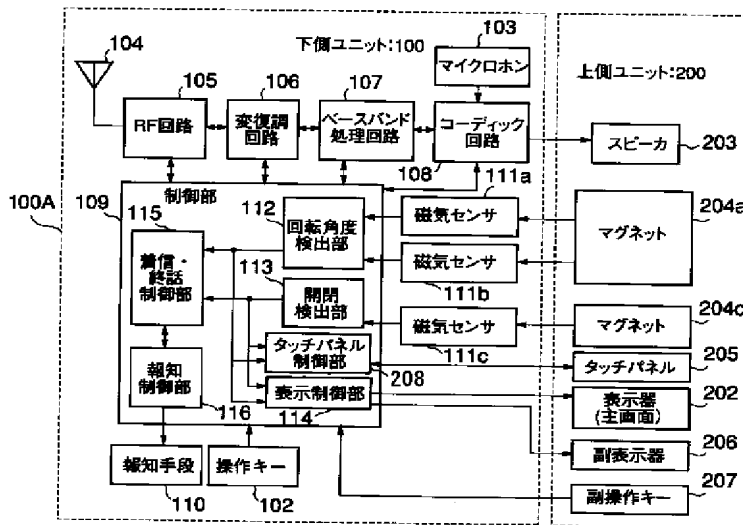 104
105
106
107
下側ユニット:100
103
マイクロホン
上側ユニット:200
RF回路
変復調
回路
ベースバンド
処理回路
コーディック
回路
スピーカ
203
108
111a
100A
109
制御部
115
112
回転角度
検出部
磁気センサ
204a
マグネット
着信・
終話
制御部
113
開閉
検出部
磁気センサ
111b
磁気センサ
204c
マグネット
111c
タッチパネル
制御部
208
タッチパネル
205
報知
制御部
116
表示制御部
114
表示器
(主画面)
202
副表示器
206
報知手段
110
操作キー
102
副操作キー
207